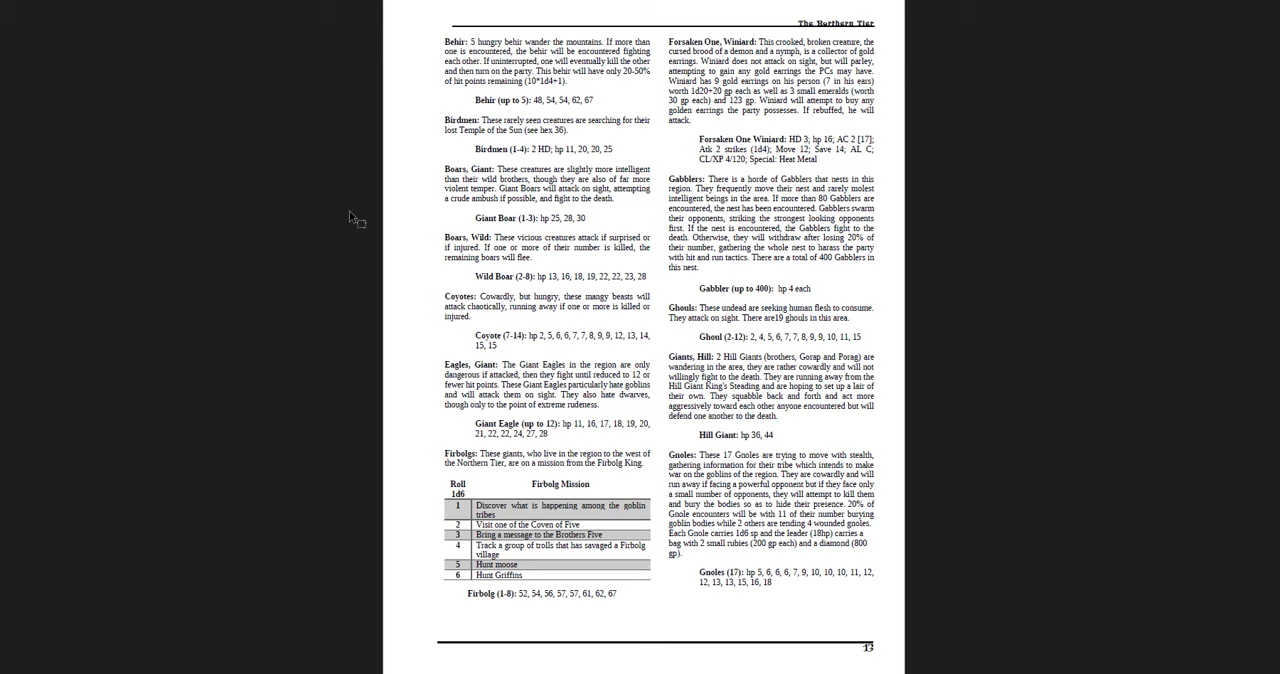 The Northern Tier
Behir: 5 hungry behir wander the mountains. If more than
one is encountered, the behir will be encountered fighting
each other. If uninterrupted, one will eventually kill the other
and then turn on the party. This behir will have only 20-50%
of hit points remaining (10*1d4+1).
Behir (up to 5): 48, 54, 54, 62, 67
Birdmen: These rarely seen creatures are searching for their
lost Temple of the Sun (see hex 36).
Birdmen (1-4): 2 HD; hp 11, 20, 20, 25
Boars, Giant: These creatures are slightly more intelligent
than their wild brothers, though they are also of far more
violent temper. Giant Boars will attack on sight, attempting
a crude ambush if possible, and fight to the death.
Giant Boar (1-3): hp 25, 28, 30
Boars, Wild: These vicious creatures attack if surprised or
if injured. If one or more of their number is killed, the
remaining boars will flee.
Wild Boar (2-8): hp 13, 16, 18, 19, 22, 22, 23, 28
Coyotes: Cowardly, but hungry, these mangy beasts will
attack chaotically, running away if one or more is killed or
injured.
Coyote (7-14): hp 2, 5, 6, 6, 7, 7, 8, 9, 9, 12, 13, 14,
15, 15
Eagles, Giant: The Giant Eagles in the region are only
dangerous if attacked, then they fight until reduced to 12 or
fewer hit points. These Giant Eagles particularly hate goblins
and will attack them on sight. They also hate dwarves,
though only to the point of extreme rudeness.
Giant Eagle (up to 12): hp 11, 16, 17, 18, 19, 20,
21, 22, 22, 24, 27, 28
Firbolgs: These giants, who live in the region to the west of
the Northern Tier, are on a mission from the Firbolg King.
Roll Firbolg Mission
1d6
1 Discover what is happening among the goblin
tribes
2 Visit one of the Coven of Five
3 Bring a message to the Brothers Five
4 Track a group of trolls that has savaged a Firbolg
village
5 Hunt moose
6 Hunt Griffins
Firbolg (1-8): 52, 54, 56, 57, 57, 61, 62, 67
Forsaken One, Winiard: This crooked, broken creature, the
cursed brood of a demon and a nymph, is a collector of gold
earrings. Winiard does not attack on sight, but will parley,
attempting to gain any gold earrings the PCs may have.
Winiard has 9 gold earrings on his person (7 in his ears)
worth 1d20+20 gp each as well as 3 small emeralds (worth
30 gp each) and 123 gp. Winiard will attempt to buy any
golden earrings the party possess. If rebuffed, he will
attack.
Forsaken One Winiard: HD 3; hp 16; AC 2 [17];
Atk 2 strikes (1d4); Move 12; Save 14; AL C;
CL/XP 4/120; Special: Heat Metal
Gabblers: There is a horde of Gabblers that nests in this
region. They frequently move their nest and rarely molest
intelligent beings in the area. If more than 80 Gabblers are
encountered, the nest has been encountered. Gabblers swarm
their opponents, striking the strongest looking opponents
first. If the nest is encountered, the Gabblers fight to the
death. Otherwise, they will withdraw after losing 20% of
their number, gathering the whole nest to harass the party
with hit and run tactics. There are a total of 400 Gabblers in
this nest.
Gabbler (up to 400): hp 4 each
Ghouls: These undead are seeking human flesh to consume.
They attack on sight. There are19 ghouls in this area.
Ghoul (2-12): 2, 4, 5, 6, 7, 7, 8, 9, 9, 10, 11, 15
Giants, Hill: 2 Hill Giants (brothers, Gorap and Porag) are
wandering in the area, they are rather cowardly and will not
willingly fight to the death. They are running away from the
Hill Giant King's Steading and are hoping to set up a lair of
their own. They squabble back and forth and act more
aggressively toward each other anyone encountered but will
defend one another to the death.
Hill Giant: hp 36, 44
Gnoles: These 17 Gnoles are trying to move with stealth,
gathering information for their tribe which intends to make
war on the goblins of the region. They are cowardly and will
run away if facing a powerful opponent but if they face only
a small number of opponents, they will attempt to kill them
and bury the bodies so as to hide their presence. 20% of
Gnole encounters will be with 11 of their number burying
goblin bodies while 2 others are tending 4 wounded gnoles.
Each Gnole carries 1d6 sp and the leader (18hp) carries a
bag with 2 small rubies (200 gp each) and a diamond (800
gp).
Gnoles (17): hp 5, 6, 6, 6, 7, 9, 10, 10, 10, 11, 12,
12, 13, 13, 15, 16, 18
13